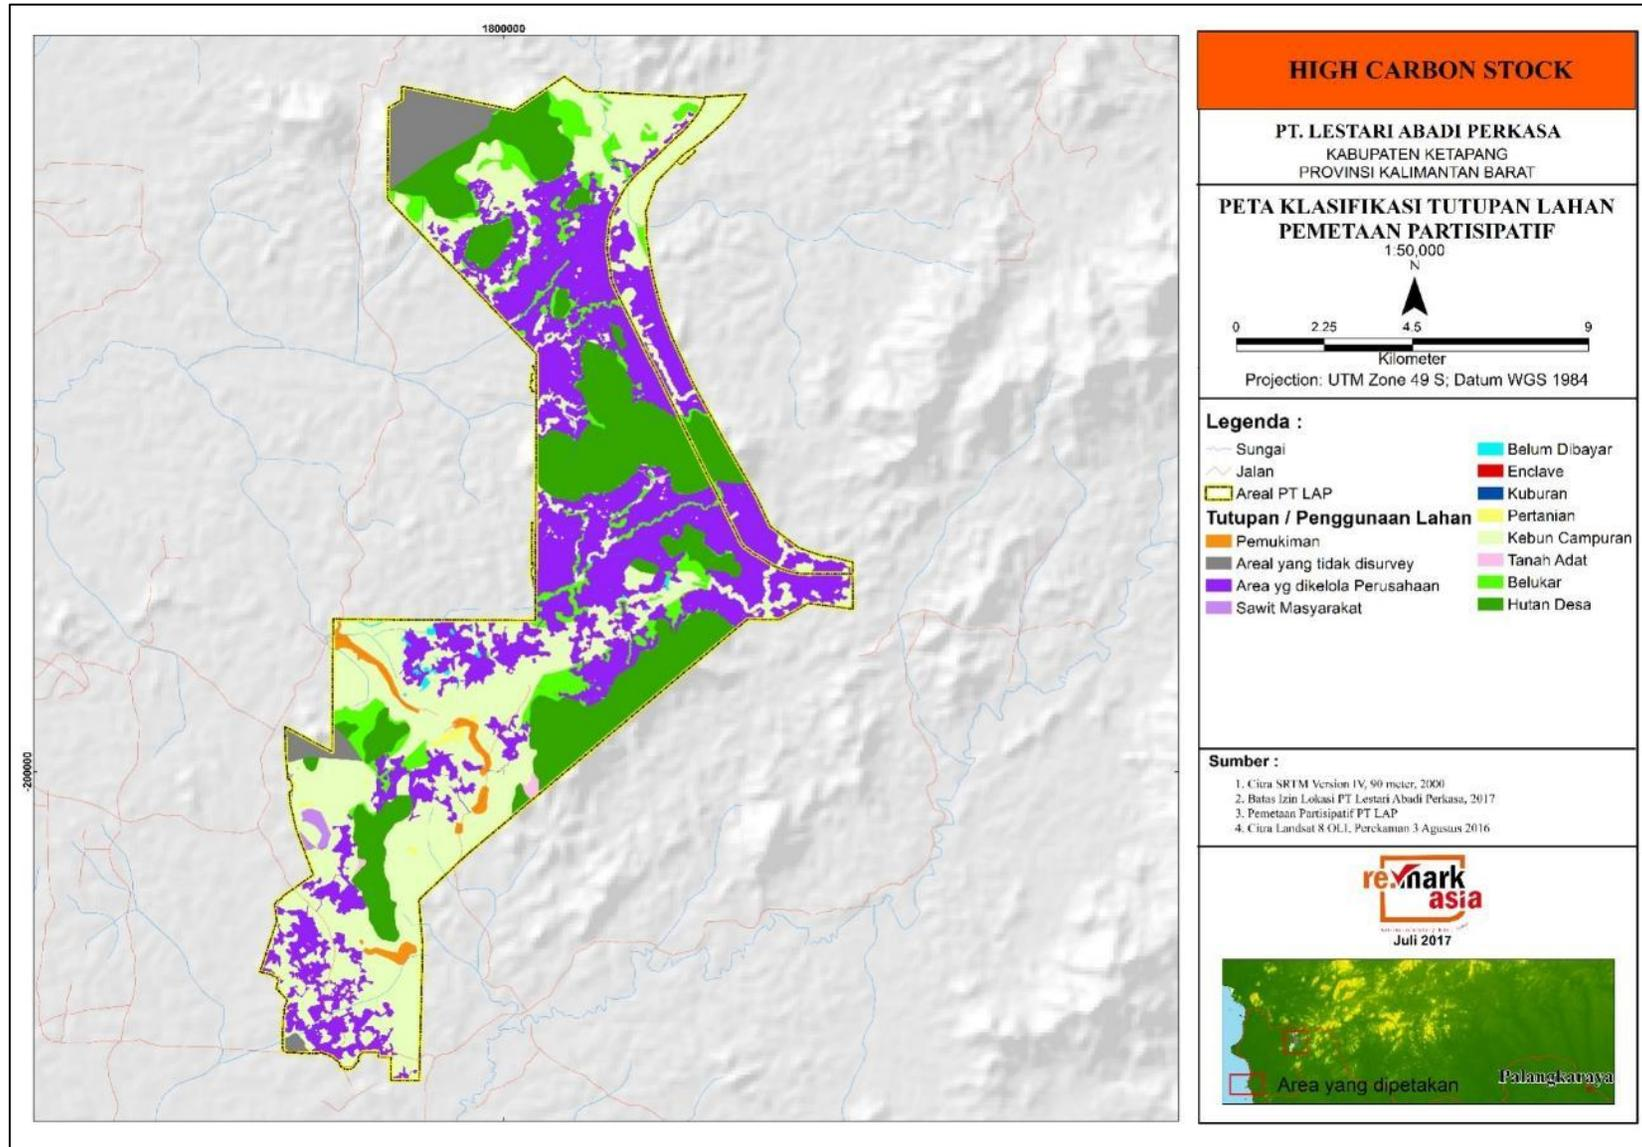 1800000
-200000
HIGH CARBON STOCK
PT. LESTARI ABADI PERKASA
KABUPATEN KETAPANG
PROVINSI KALIMANTAN BARAT
PETA KLASIFIKASI TUTUPAN LAHAN
PEMETAAN PARTISIPATIF
1:50,000
N
0 2.25 4.5 9
Kilometer
Projection: UTM Zone 49 S; Datum WGS 1984
Legenda :
Sungai
Jalan
Areal PT LAP
Tutupan / Penggunaan Lahan
Pemukiman
Areal yang tidak disurvey
Area yg dikelola Perusahaan
Sawit Masyarakat
Belum Dibayar
Enclave
Kuburan
Pertanian
Kebun Campuran
Tanah Adat
Belukar
Hutan Desa
Sumber :
1. Citra SRTM Version IV, 90 meter, 2000
2. Batas Izin Lokasi PT Lestari Abadi Perkasa, 2017
3. Pemetaan Partisipatif PT LAP
4. Citra Landsat 8 OLI, Perekaman 3 Agustus 2016
re.mark
asia
Juli 2017
Palangkaraya
Area yang dipetakan